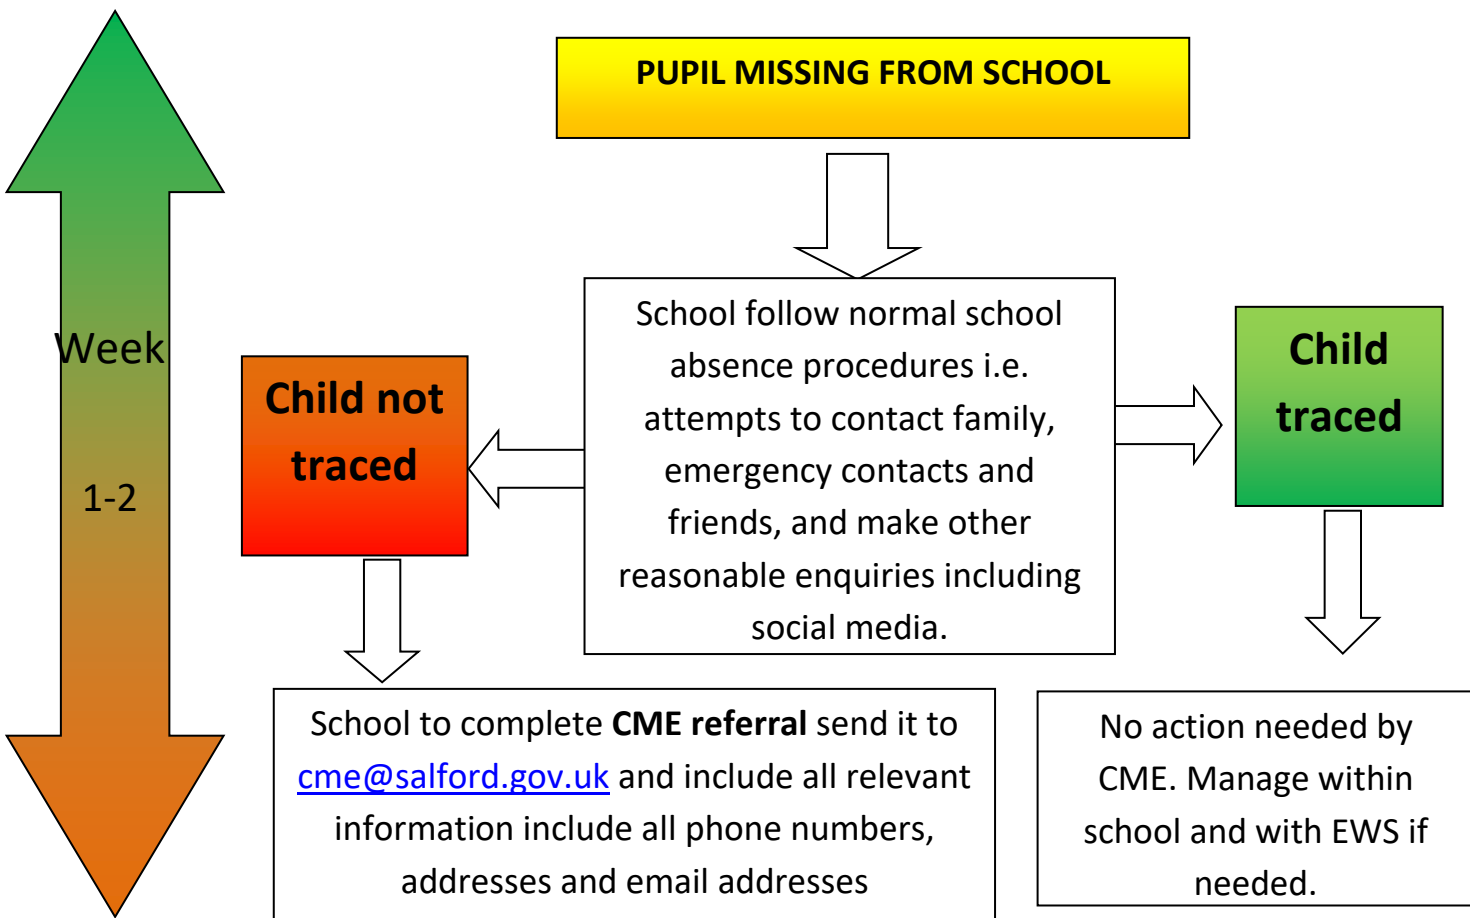 PUPIL MISSING FROM SCHOOL
Week
1-2
School follow normal school
absence procedures i.e.
attempts to contact family,
emergency contacts and
friends, and make other
reasonable enquiries including
social media.
Child not
traced
Child
traced
School to complete CME referral send it to
cme@salford.gov.uk and include all relevant
information include all phone numbers,
addresses and email addresses
No action needed by
CME. Manage within
school and with EWS if
needed.